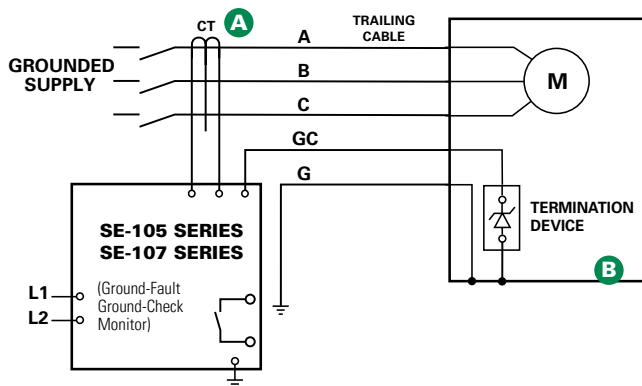 CT
A
A
TRAILING
CABLE
GROUNDED
SUPPLY
B
C
M
GC
G
SE-105 SERIES
SE-107 SERIES
(Ground-Fault
Ground-Check
Monitor)
L1
L2
TERMINATION
DEVICE
B